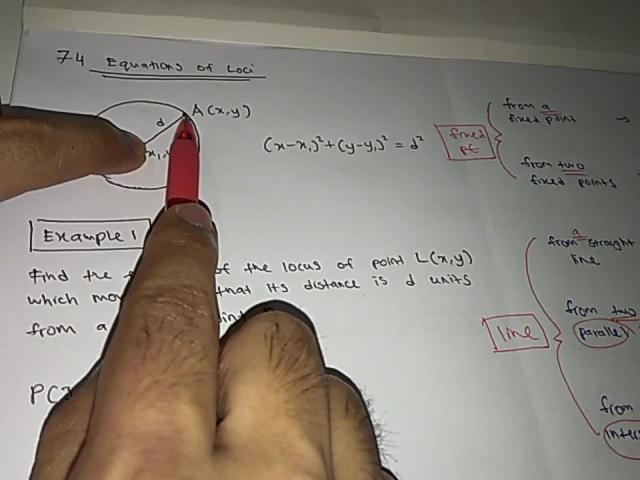 7.4 Equations of Loci
A(x,y)
d
(x-x₁)²+(y-y₁)² = d²
fixed
pt
from a
fixed point →
from two
fixed points
Example 1
Find the of the locus of point L(x,y)
which that its distance is d units
from a
line
from a straight
line
from two
parallel
from